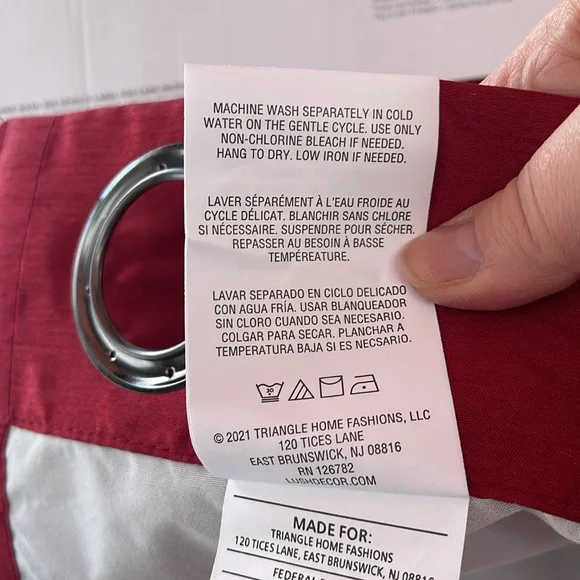 MACHINE WASH SEPARATELY IN COLD
WATER ON THE GENTLE CYCLE. USE ONLY
NON-CHLORINE BLEACH IF NEEDED.
HANG TO DRY. LOW IRON IF NEEDED.
LAVER SÉPARÉMENT À L'EAU FROIDE AU
CYCLE DÉLICAT. BLANCHIR SANS CHLORE
SI NÉCESSAIRE. SUSPENDRE POUR SÉCHER.
REPASSER AU BESOIN À BASSE
TEMPÉREATURE.
LAVAR SEPARADO EN CICLO DELICADO
CON AGUA FRÍA. USAR BLANQUEADOR
SIN CLORO CUANDO SEA NECESARIO.
COLGAR PARA SECAR. PLANCHAR A
TEMPERATURA BAJA SI ES NECSARIO.
30
© 2021 TRIANGLE HOME FASHIONS, LLC
120 TICES LANE
EAST BRUNSWICK, NJ 08816
RN 126782
LUSHDECOR.COM
MADE FOR:
TRIANGLE HOME FASHIONS
120 TICES LANE, EAST BRUNSWICK, NJ 08816
FEDERAL